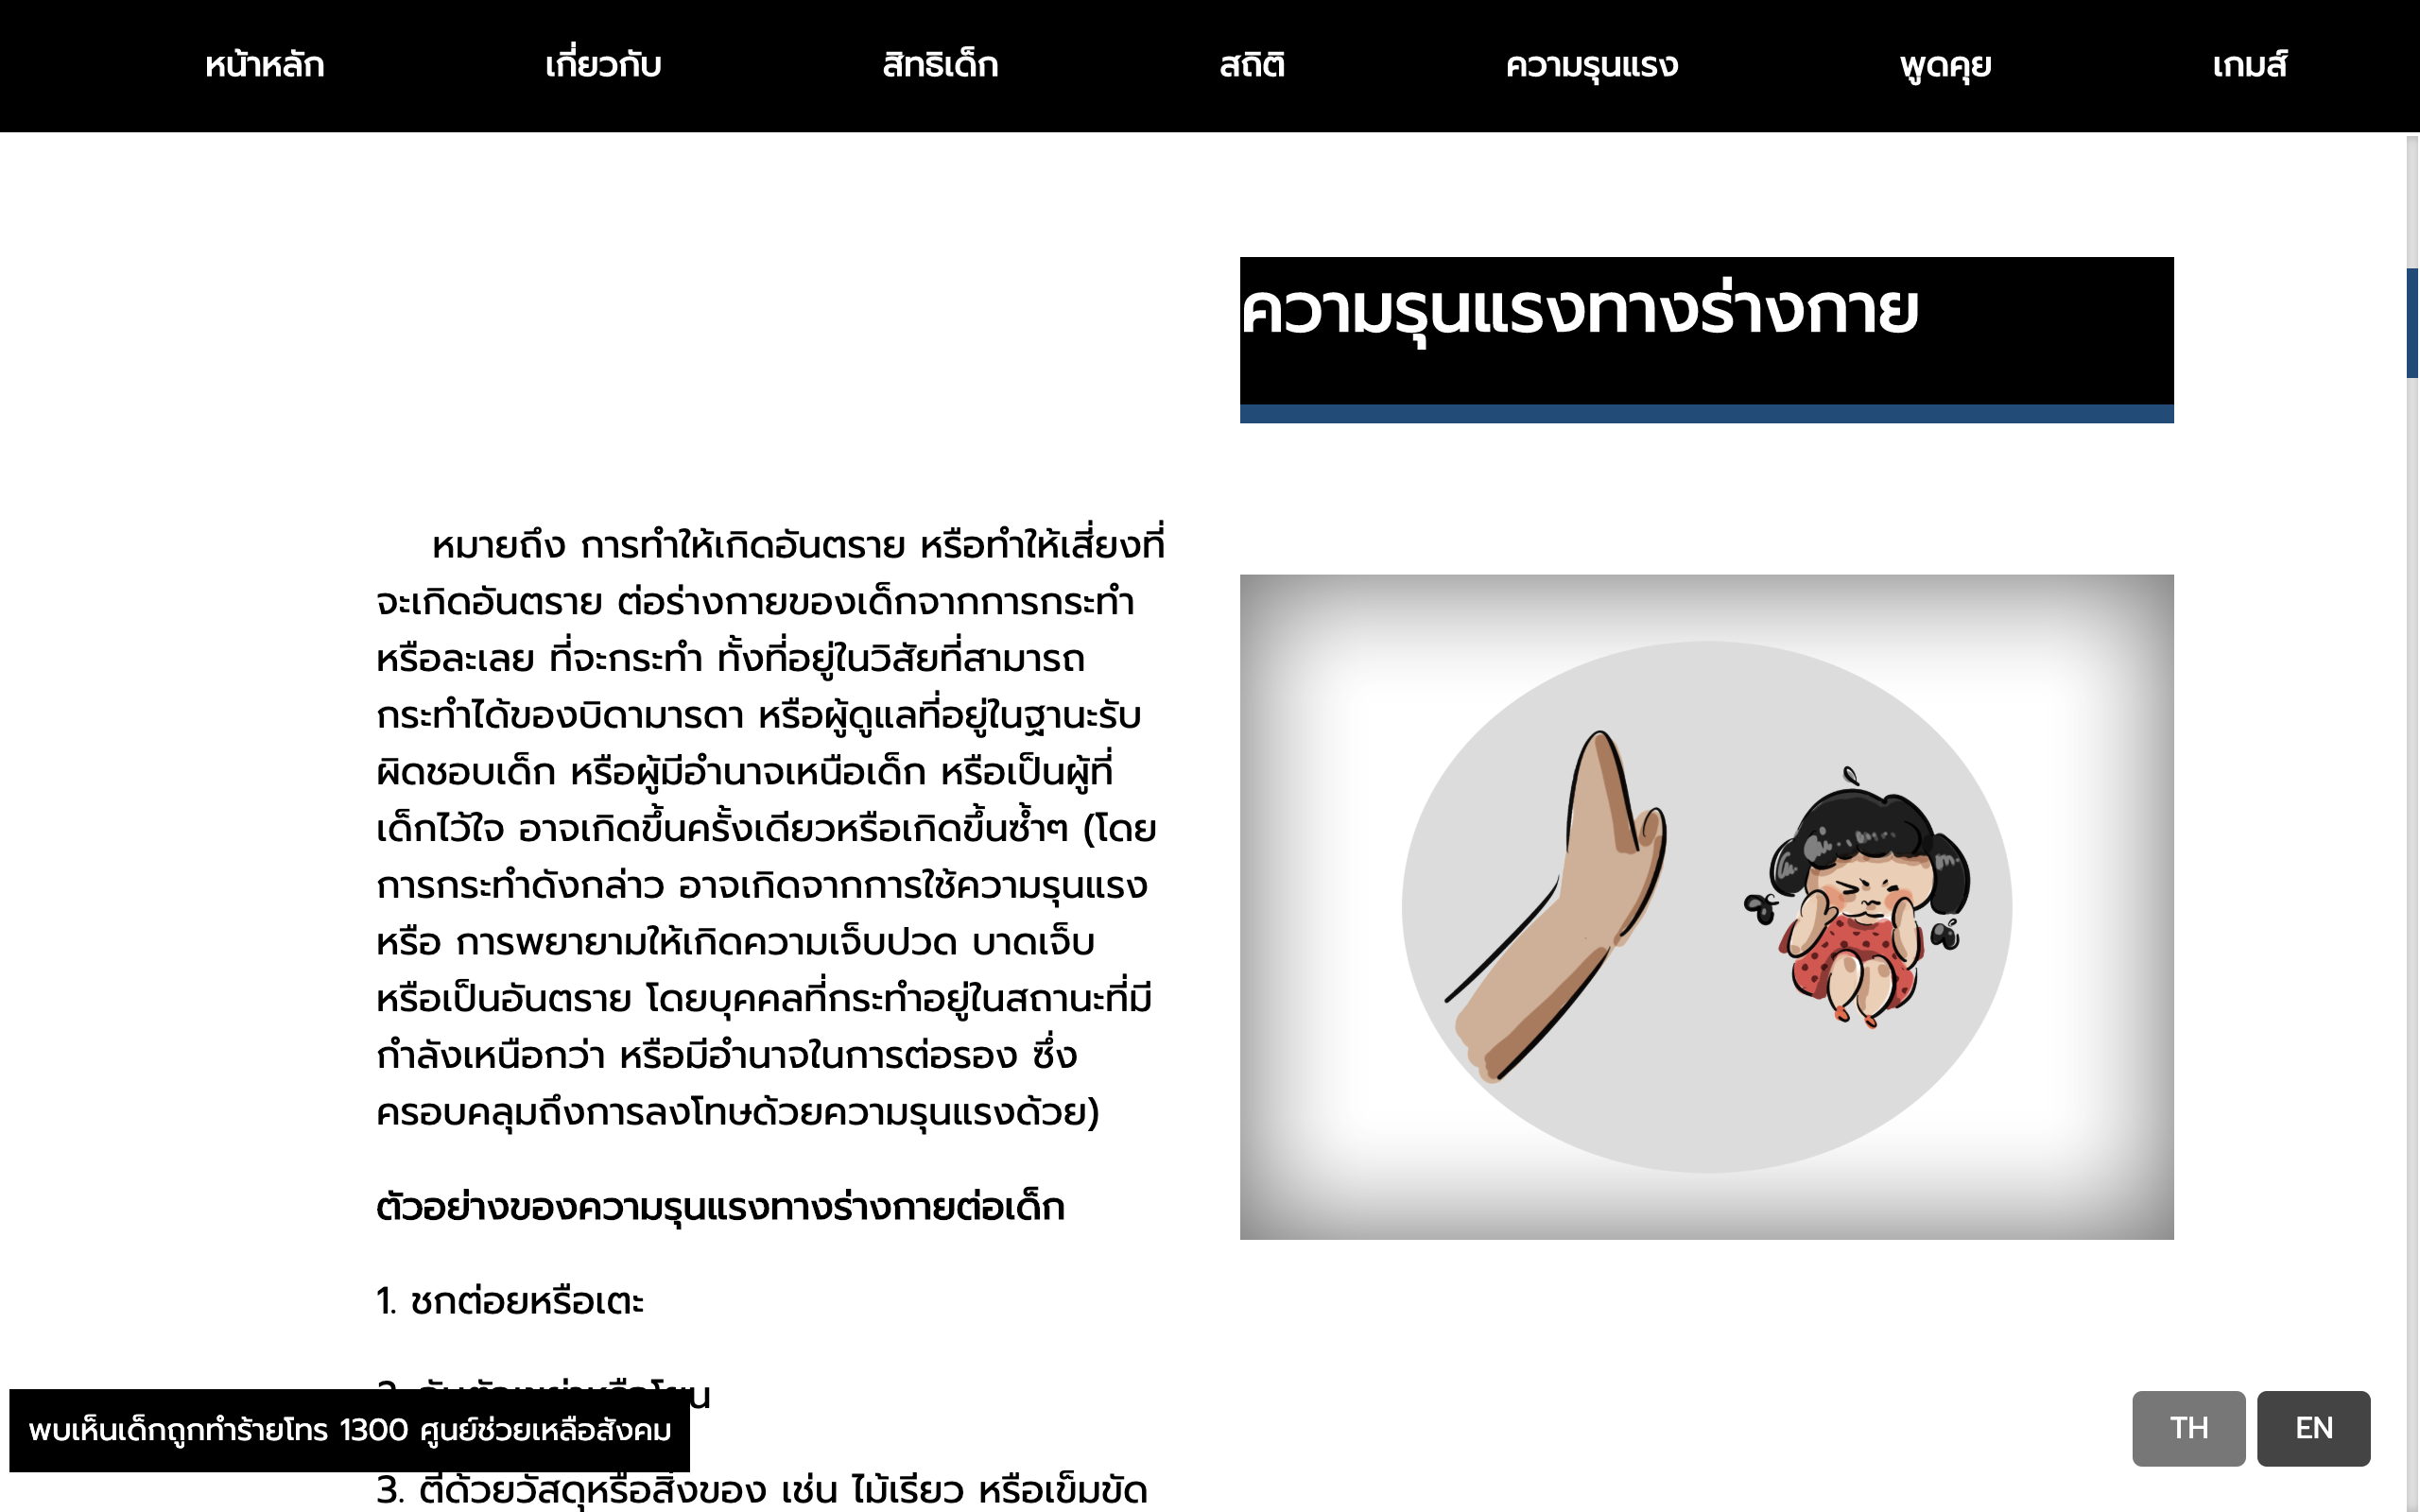 หน้าหลัก เกี่ยวกับ สิทธิเด็ก สถิติ ความรุนแรง พูดคุย เกมส์
ความรุนแรงทางร่างกาย
หมายถึง การทำให้เกิดอันตราย หรือทำให้เสี่ยงที่
จะเกิดอันตราย ต่อร่างกายของเด็กจากการกระทำ
หรือละเลย ที่จะกระทำ ทั้งที่อยู่ในวิสัยที่สามารถ
กระทำได้ของบิดามารดา หรือผู้ดูแลที่อยู่ในฐานะรับ
ผิดชอบเด็ก หรือผู้มีอำนาจเหนือเด็ก หรือเป็นผู้ที่
เด็กไว้ใจ อาจเกิดขึ้นครั้งเดียวหรือเกิดขึ้นซ้ำๆ (โดย
การกระทำดังกล่าว อาจเกิดจากการใช้ความรุนแรง
หรือ การพยายามให้เกิดความเจ็บปวด บาดเจ็บ
หรือเป็นอันตราย โดยบุคคลที่กระทำอยู่ในสถานะที่มี
กำลังเหนือกว่า หรือมีอำนาจในการต่อรอง ซึ่ง
ครอบคลุมถึงการลงโทษด้วยความรุนแรงด้วย)
ตัวอย่างของความรุนแรงทางร่างกายต่อเด็ก
1. ชกต่อยหรือเตะ
พบเห็นเด็กถูกทำร้ายโทร 1300 ศูนย์ช่วยเหลือสังคม
3. ตีด้วยวัสดุหรือสิ่งของ เช่น ไม้เรียว หรือเข็มขัด
TH EN